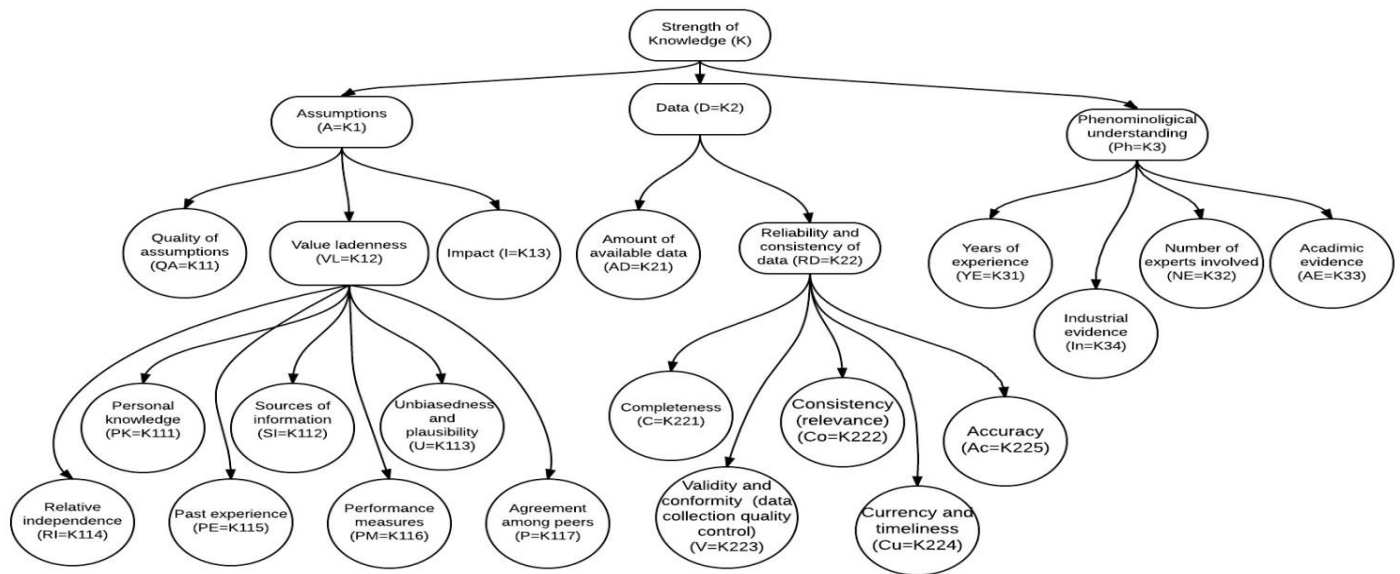 Strength of
Knowledge (K)
Assumptions
(A=K1)
Data (D=K2)
Phenominoligical
understanding
(Ph=K3)
Quality of
assumptions
(QA=K11)
Value ladenness
(VL=K12)
Impact (I=K13)
Amount of
available data
(AD=K21)
Reliability and
consistency of
data (RD=K22)
Years of
experience
(YE=K31)
Number of
experts involved
(NE=K32)
Acadimic
evidence
(AE=K33)
Industrial
evidence
(In=K34)
Personal
knowledge
(PK=K111)
Sources of
information
(SI=K112)
Unbiasedness
and
plausibility
(U=K113)
Completeness
(C=K221)
Consistency
(relevance)
(Co=K222)
Accuracy
(Ac=K225)
Relative
independence
(RI=K114)
Past experience
(PE=K115)
Performance
measures
(PM=K116)
Agreement
among peers
(P=K117)
Validity and
conformity (data
collection quality
control)
(V=K223)
Currency and
timeliness
(Cu=K224)